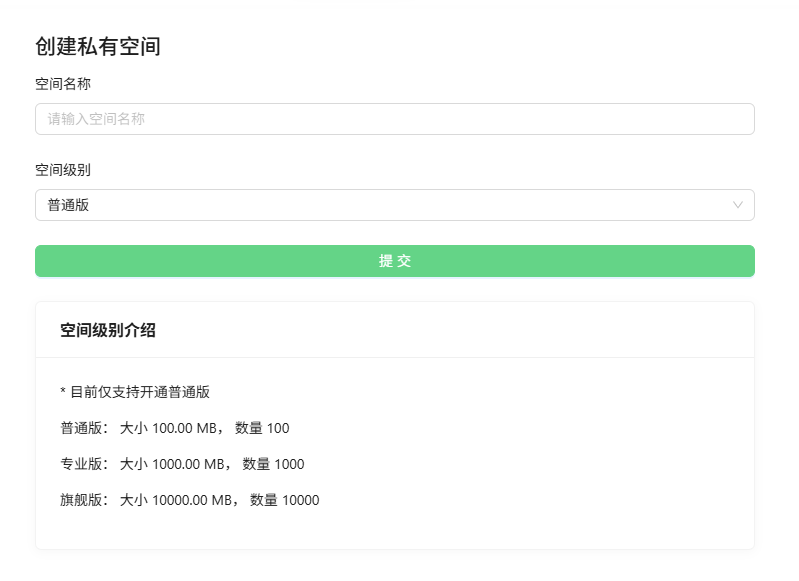 创建私有空间
空间名称
请输入空间名称
空间级别
普通版
提 交
空间级别介绍
* 目前仅支持开通普通版
普通版： 大小 100.00 MB， 数量 100
专业版： 大小 1000.00 MB， 数量 1000
旗舰版： 大小 10000.00 MB， 数量 10000